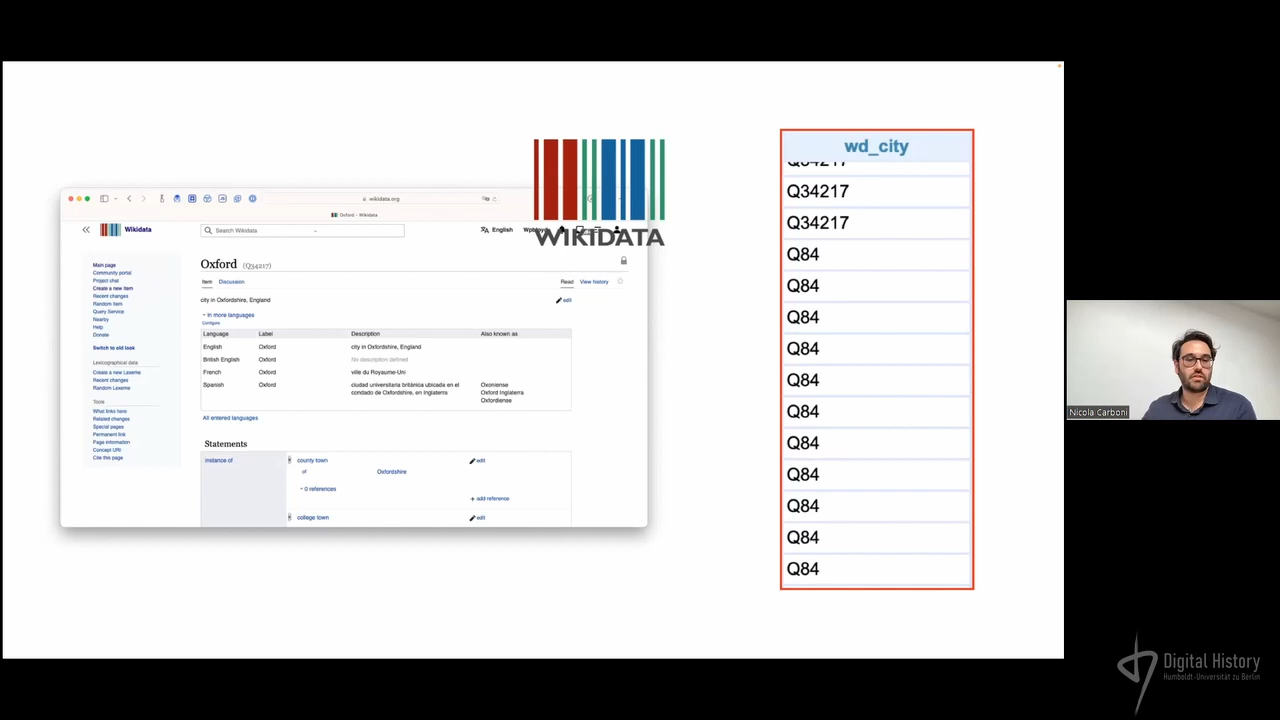 wikidata.org
Oxford - Wikidata
Wikidata
Search Wikidata
English
WIKIDATA
Main page
Community portal
Project chat
Create a new Item
Recent changes
Random Item
Query Service
Nearby
Help
Donate
Switch to old look
Lexicographical data
Create a new Lexeme
Recent changes
Random Lexeme
Tools
What links here
Related changes
Special pages
Permanent link
Page information
Concept URI
Cite this page
Oxford (Q34217)
Item Discussion Read View history
city in Oxfordshire, England edit
In more languages
Configure
Language Label Description Also known as
English Oxford city in Oxfordshire, England
British English Oxford No description defined
French Oxford ville du Royaume-Uni
Spanish Oxford ciudad universitaria británica ubicada en el Oxoniense
condado de Oxfordshire, en Inglaterra Oxford Inglaterra
Oxfordiense
All entered languages
Statements
instance of county town edit
of Oxfordshire
0 references
+ add reference
college town edit
wd_city
Q34217
Q34217
Q34217
Q84
Q84
Q84
Q84
Q84
Q84
Q84
Q84
Q84
Q84
Q84
Nicola Carboni
Digital History
Humboldt-Universität zu Berlin